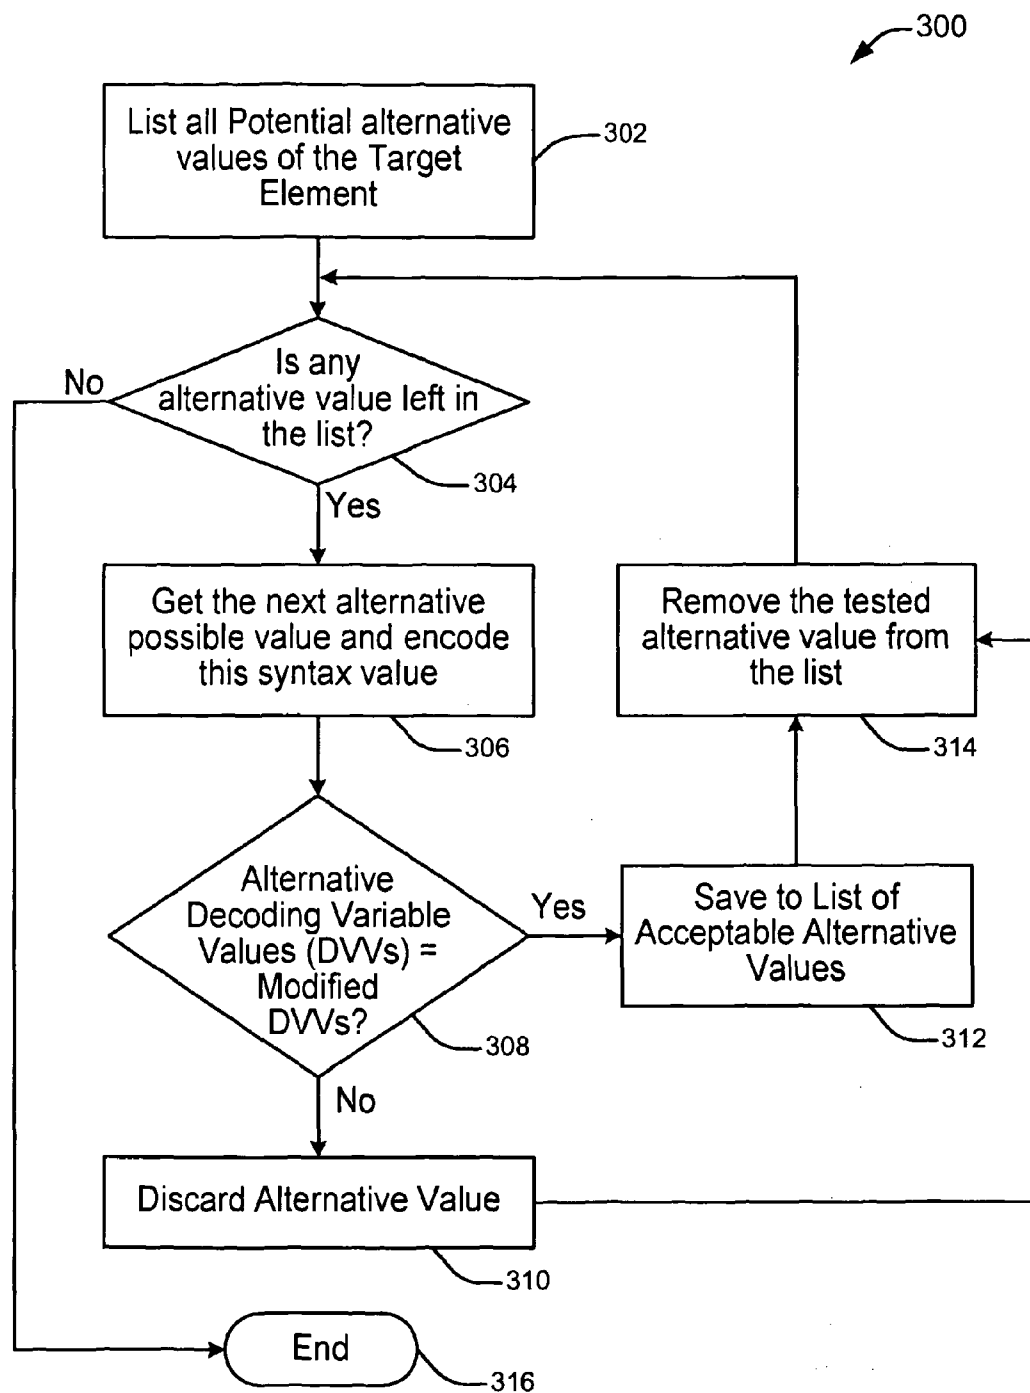 300
List all Potential alternative
values of the Target
Element
302
Is any
alternative value left in
the list?
No
304
Yes
Get the next alternative
possible value and encode
this syntax value
306
Remove the tested
alternative value from
the list
314
Alternative
Decoding Variable
Values (DVVs) =
Modified
DVVs?
Yes
308
Save to List of
Acceptable Alternative
Values
312
No
Discard Alternative Value
310
End
316